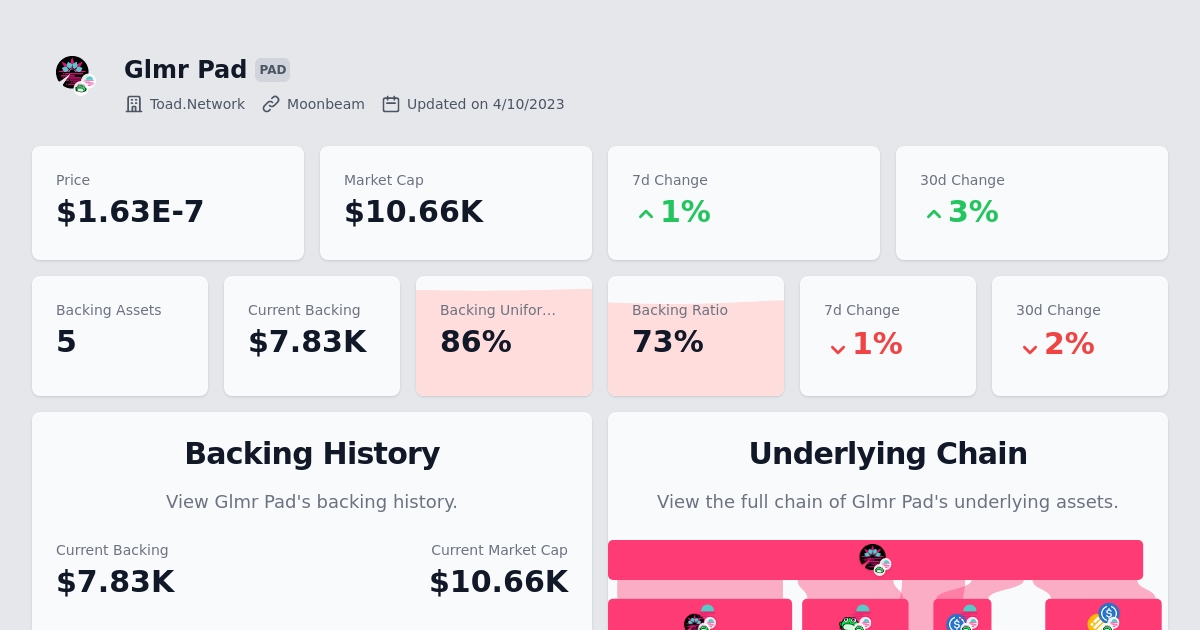 Glmr Pad PAD
Toad.Network Moonbeam Updated on 4/10/2023
Price Market Cap 7d Change 30d Change
$1.63E-7 $10.66K 1% 3%
Backing Assets Current Backing Backing Unifor... Backing Ratio 7d Change 30d Change
5 $7.83K 86% 73% 1% 2%
Backing History
View Glmr Pad's backing history.
Current Backing Current Market Cap
$7.83K $10.66K
Underlying Chain
View the full chain of Glmr Pad's underlying assets.